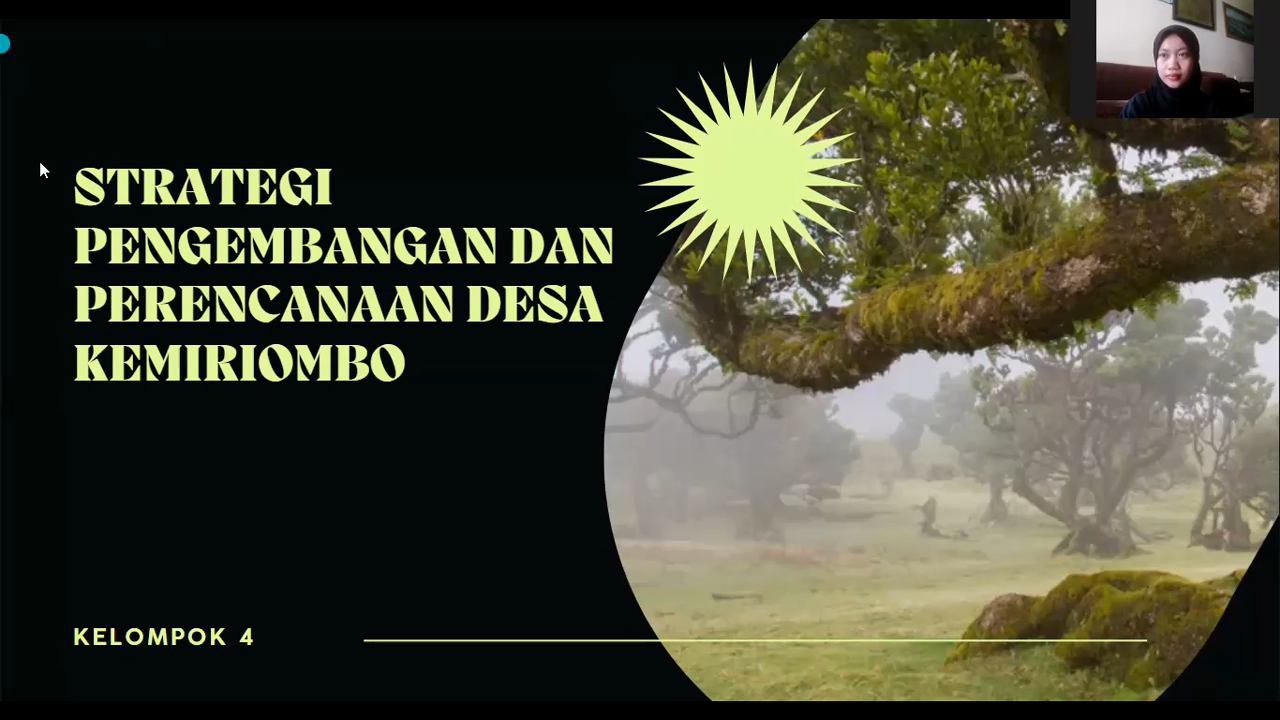 STRATEGI
PENGEMBANGAN DAN
PERENCANAAN DESA
KEMIRIOMBO
KELOMPOK 4